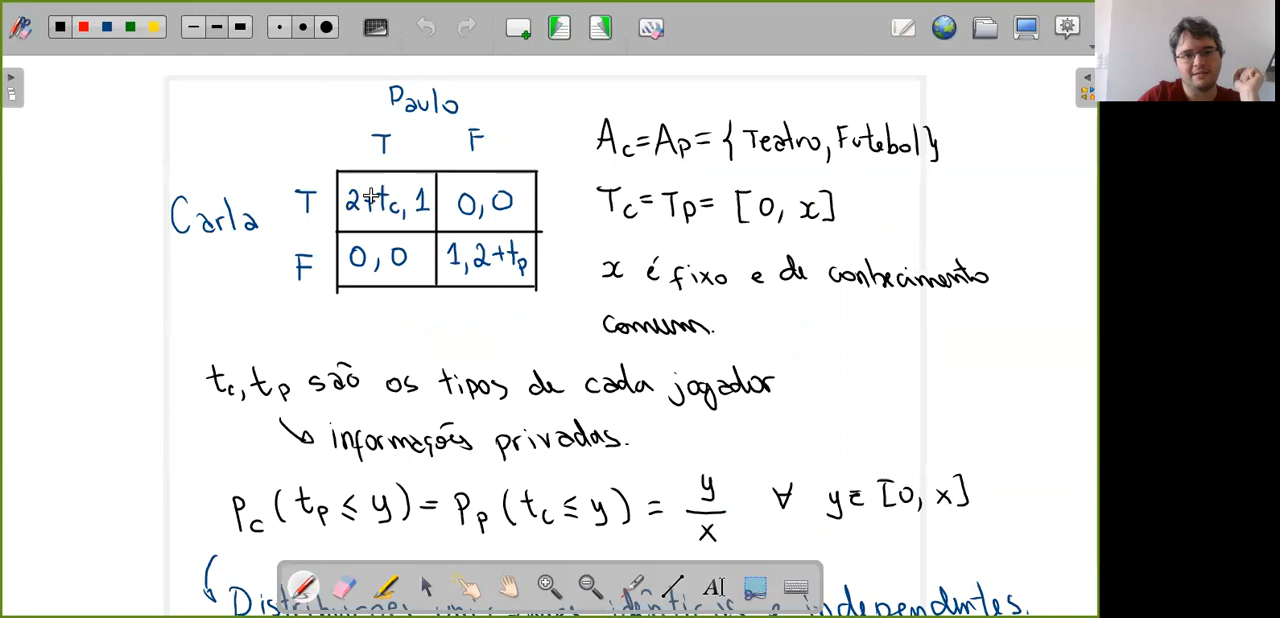 Paulo
T F
Carla T 2+tc, 1 0, 0
F 0, 0 1, 2+tp
Ac = Ap = { Teatro, Futebol }
Tc = Tp = [0, x]
x é fixo e de conhecimento
comum.
tc, tp são os tipos de cada jogador
↳ informações privadas.
Pc (tp ≤ y) = Pp (tc ≤ y) = y/x ∀ y ∈ [0, x]
independentes.
AI